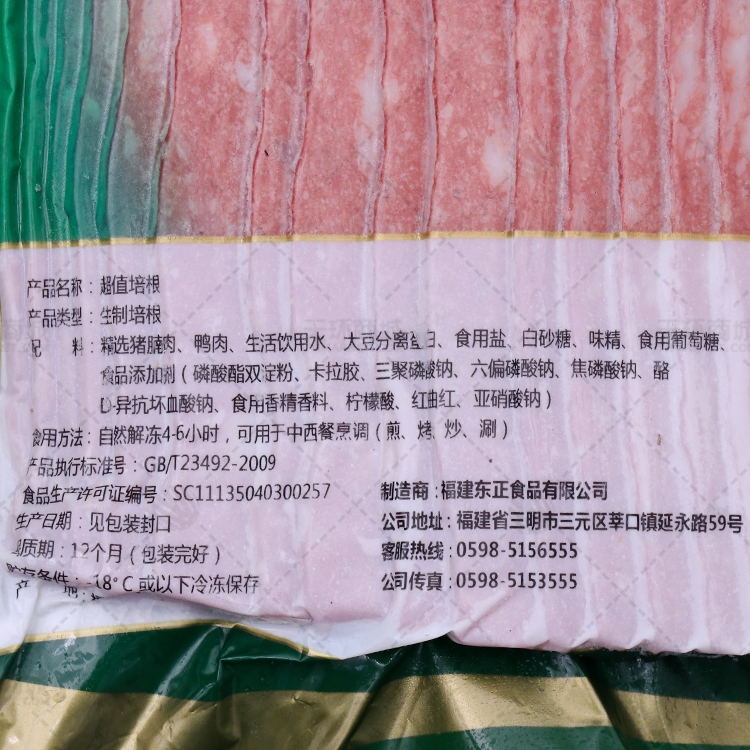 产品名称：超值培根
产品类型：生制培根
配 料：精选猪腩肉、鸭肉、生活饮用水、大豆分离蛋白、食用盐、白砂糖、味精、食用葡萄糖、
食品添加剂（磷酸酯双淀粉、卡拉胶、三聚磷酸钠、六偏磷酸钠、焦磷酸钠、酪
D-异抗坏血酸钠、食用香精香料、柠檬酸、红曲红、亚硝酸钠）
食用方法：自然解冻4-6小时，可用于中西餐烹调（煎、烤、炒、涮）
产品执行标准号：GB/T23492-2009
食品生产许可证编号：SC11135040300257
生产日期：见包装封口
质期：12个月（包装完好）
贮存条件：-18°C或以下冷冻保存
产 地：
制造商：福建东正食品有限公司
公司地址：福建省三明市三元区莘口镇延永路59号
客服热线：0598-5156555
公司传真：0598-5153555